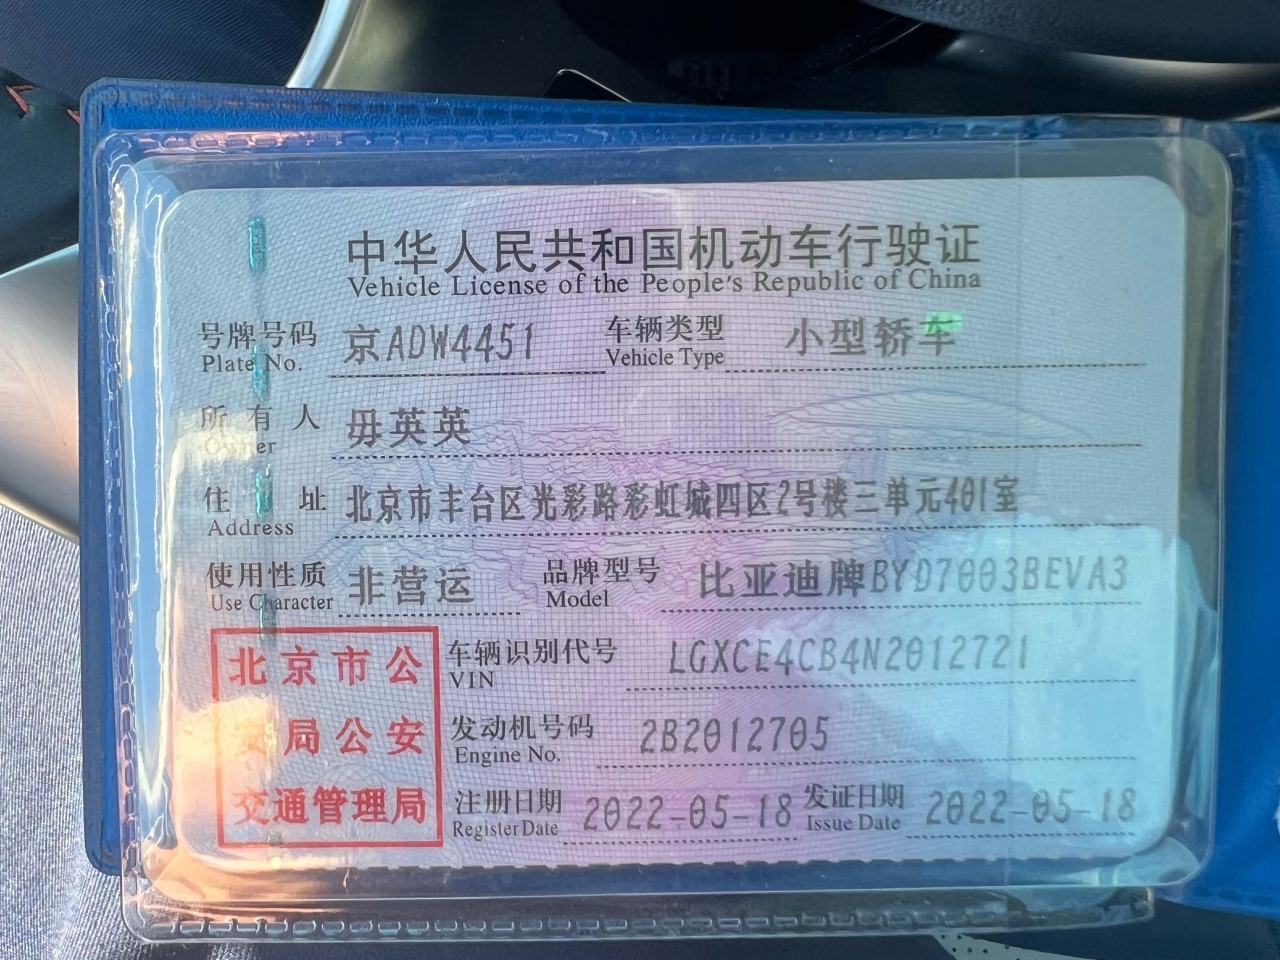 中华人民共和国机动车行驶证
Vehicle License of the People's Republic of China
号牌号码 京ADW4451 车辆类型 小型轿车
Plate No. Vehicle Type
所有人 毋英英
Owner
住址 北京市丰台区光彩路彩虹城四区2号楼三单元401室
Address
使用性质 非营运 品牌型号 比亚迪牌BYD7003BEVA3
Use Character Model
北京市公安局公安交通管理局
车辆识别代号 LGXCE4CB4N2012721
VIN
发动机号码 2B2012705
Engine No.
注册日期 2022-05-18 发证日期 2022-05-18
Register Date Issue Date